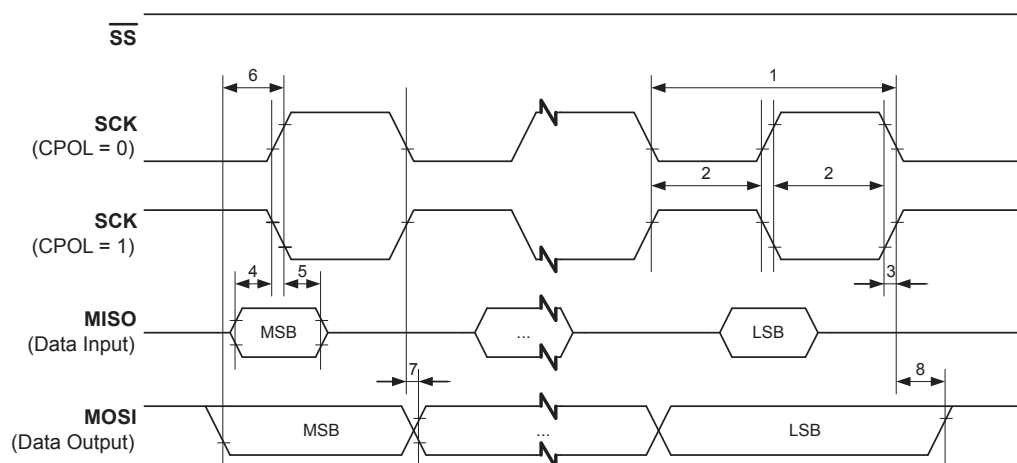 SS
6
1
SCK
(CPOL = 0)
2
2
SCK
(CPOL = 1)
4
5
3
MISO
(Data Input)
MSB
...
LSB
7
8
MOSI
(Data Output)
MSB
...
LSB